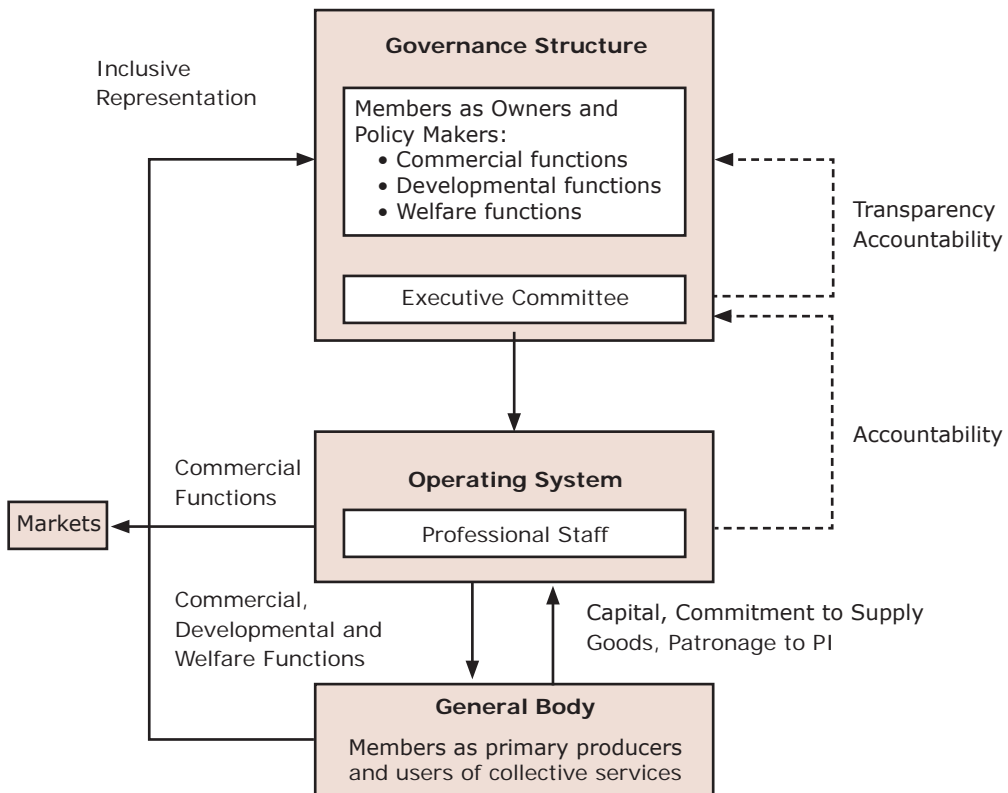 Governance Structure
Inclusive
Representation
Members as Owners and
Policy Makers:
• Commercial functions
• Developmental functions
• Welfare functions
Transparency
Accountability
Executive Committee
Accountability
Commercial
Functions
Operating System
Markets
Professional Staff
Commercial,
Developmental and
Welfare Functions
Capital, Commitment to Supply
Goods, Patronage to PI
General Body
Members as primary producers
and users of collective services